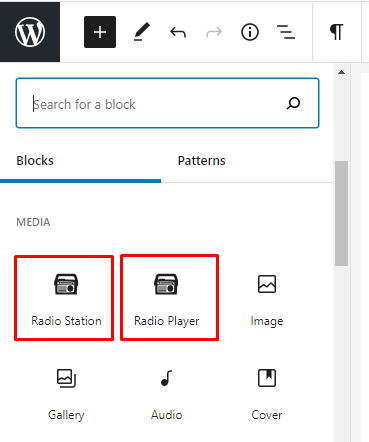 Search for a block
Blocks Patterns
MEDIA
Radio Station Radio Player Image
Gallery Audio Cover